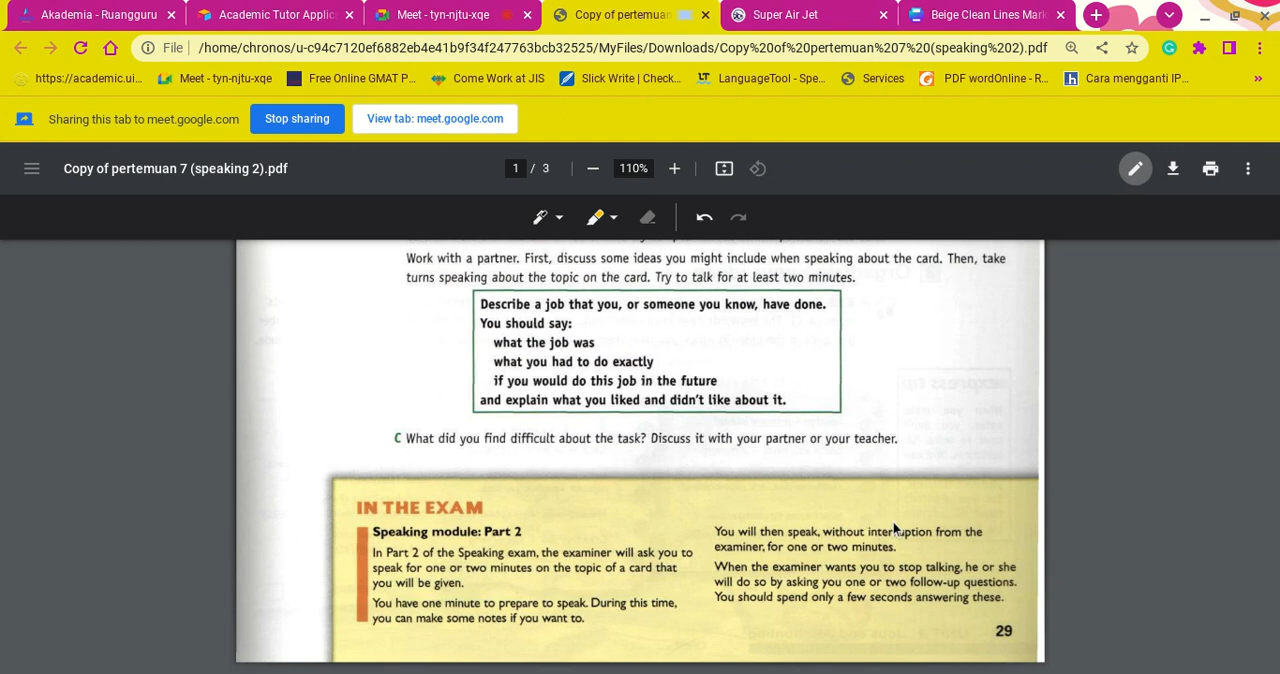 Akademia - Ruangguru
Academic Tutor Applic
Meet - tyn-njtu-xqe
Copy of pertemuan
Super Air Jet
Beige Clean Lines Mark
File
/home/chronos/u-c94c7120ef6882eb4e41b9f34f247763bcb32525/MyFiles/Downloads/Copy%20of%20pertemuan%207%20(speaking%202).pdf
https://academic.ui...
Meet - tyn-njtu-xqe
Free Online GMAT P...
Come Work at JIS
Slick Write | Check...
LanguageTool - Spe...
Services
PDF wordOnline - R...
Cara mengganti IP...
»
Sharing this tab to meet.google.com
Stop sharing
View tab: meet.google.com
Copy of pertemuan 7 (speaking 2).pdf
1 / 3
110%
Work with a partner. First, discuss some ideas you might include when speaking about the card. Then, take
turns speaking about the topic on the card. Try to talk for at least two minutes.
Describe a job that you, or someone you know, have done.
You should say:
what the job was
what you had to do exactly
if you would do this job in the future
and explain what you liked and didn't like about it.
C What did you find difficult about the task? Discuss it with your partner or your teacher.
IN THE EXAM
Speaking module: Part 2
In Part 2 of the Speaking exam, the examiner will ask you to
speak for one or two minutes on the topic of a card that
you will be given.
You have one minute to prepare to speak. During this time,
you can make some notes if you want to.
You will then speak, without interruption from the
examiner, for one or two minutes.
When the examiner wants you to stop talking, he or she
will do so by asking you one or two follow-up questions.
You should spend only a few seconds answering these.
29